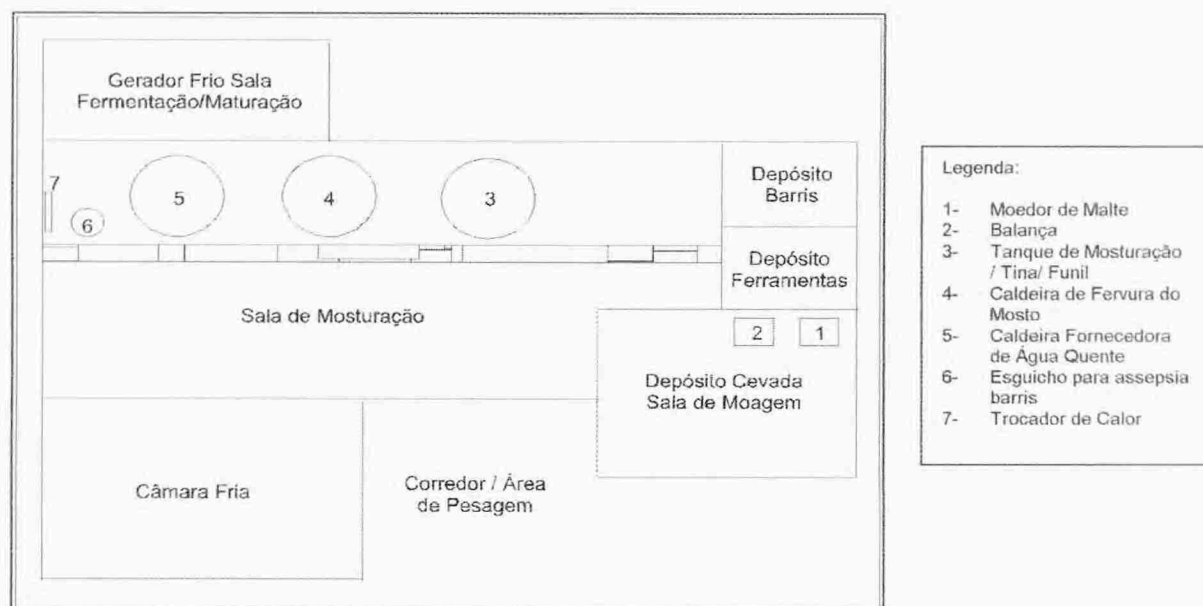 Gerador Frio Sala
Fermentação/Maturação
7
6
5
4
3
Depósito
Barris
Depósito
Ferramentas
Sala de Mosturação
2
1
Depósito Cevada
Sala de Moagem
Câmara Fria
Corredor / Área
de Pesagem
Legenda:
1- Moedor de Malte
2- Balança
3- Tanque de Mosturação
/ Tina/ Funil
4- Caldeira de Fervura do
Mosto
5- Caldeira Fornecedora
de Água Quente
6- Esguicho para assepsia
barris
7- Trocador de Calor